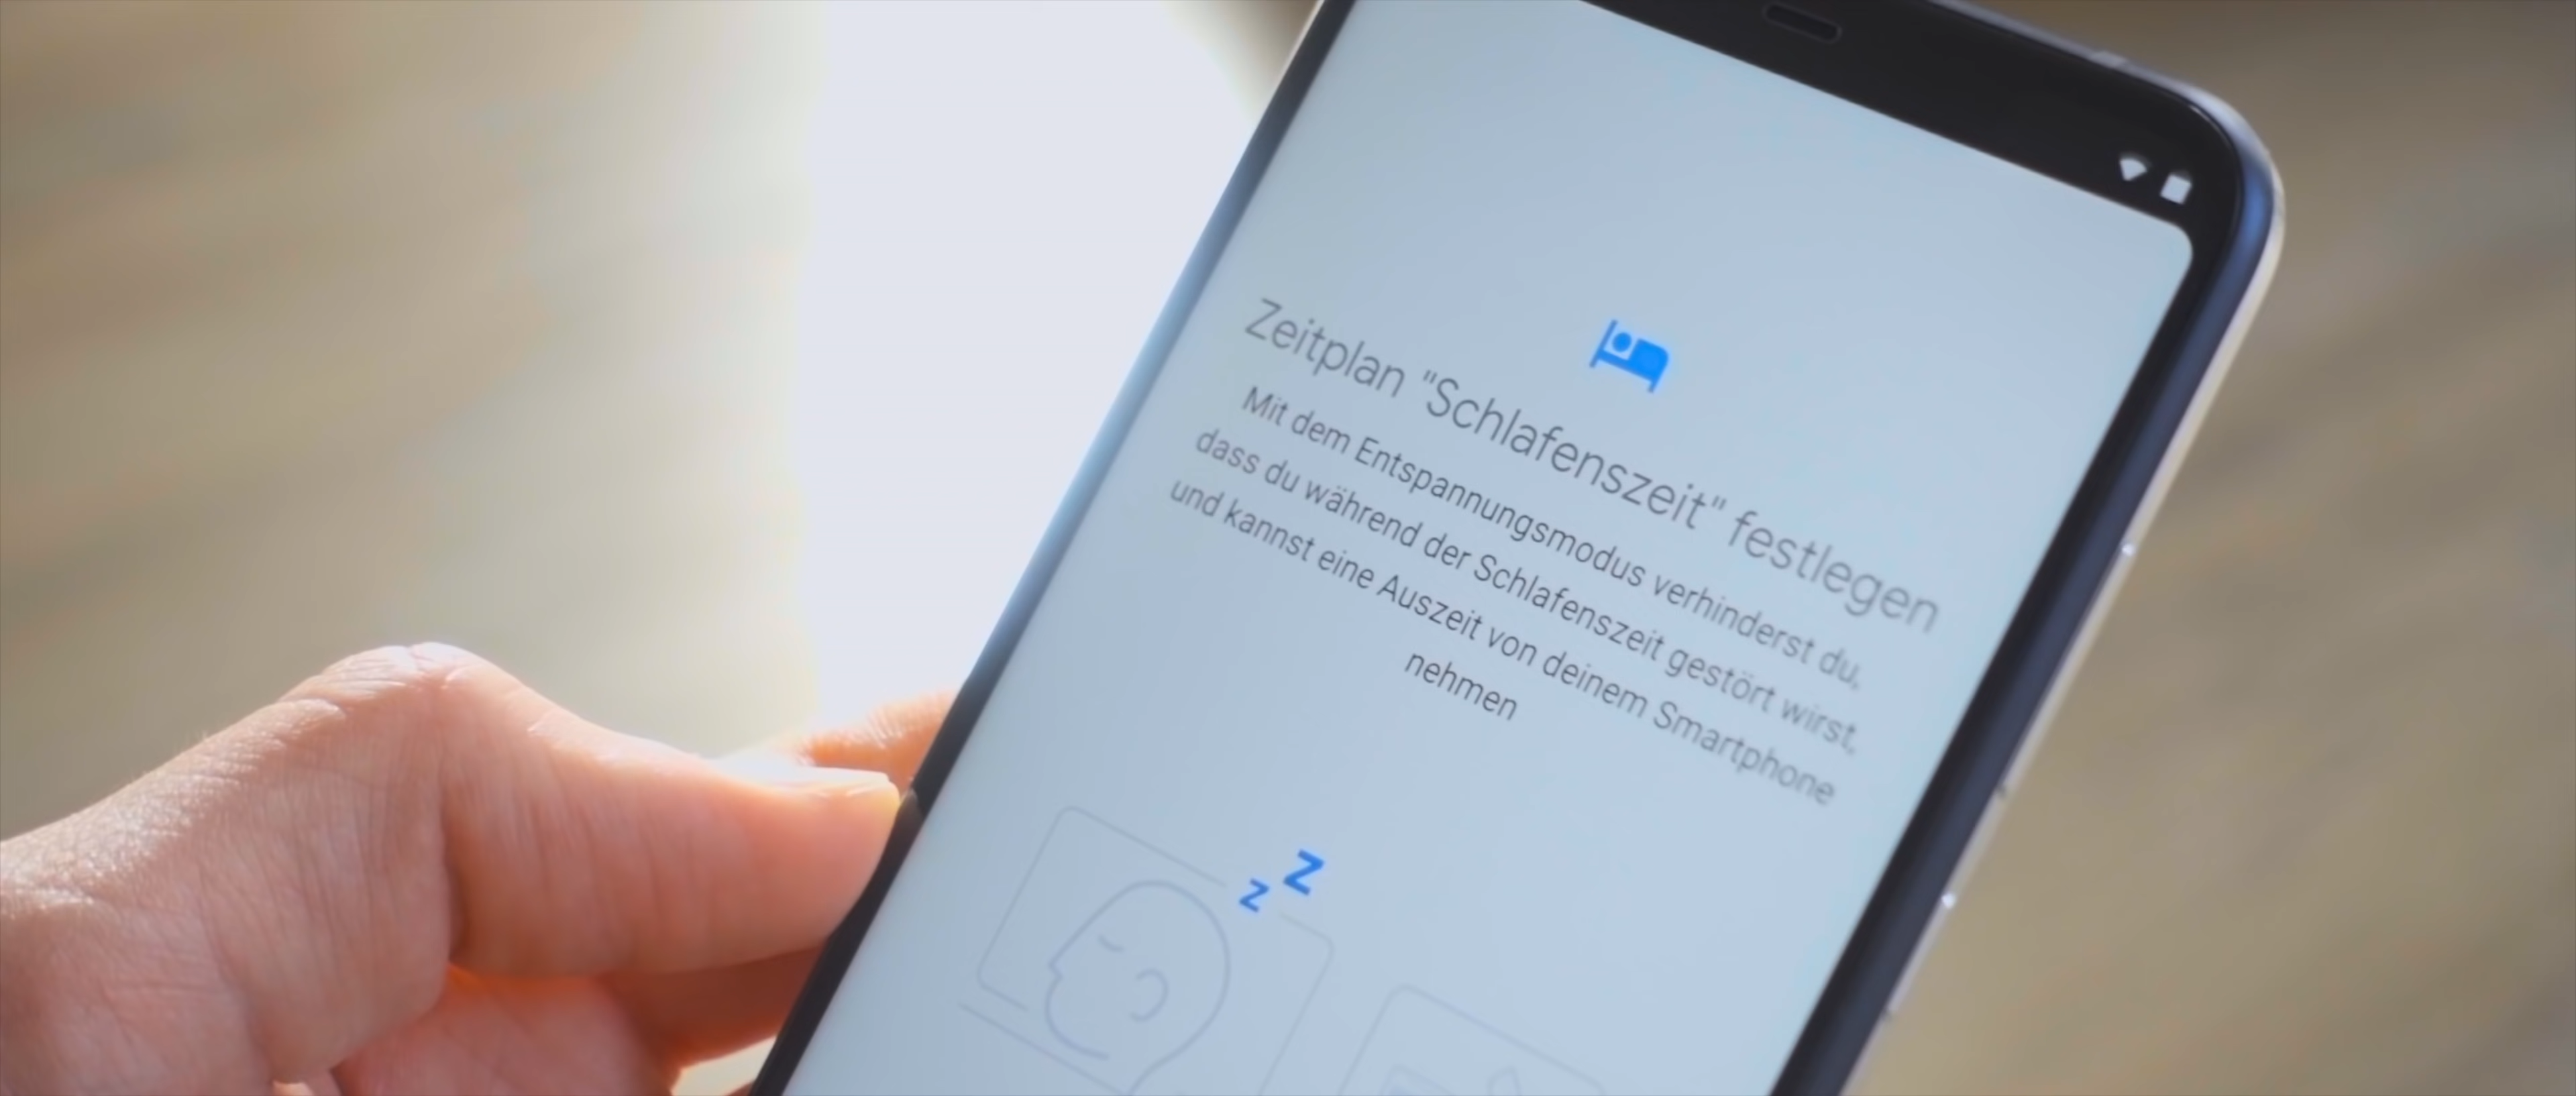 Zeitplan "Schlafenszeit" festlegen
Mit dem Entspannungsmodus verhinderst du,
dass du während der Schlafenszeit gestört wirst,
und kannst eine Auszeit von deinem Smartphone
nehmen
z Z